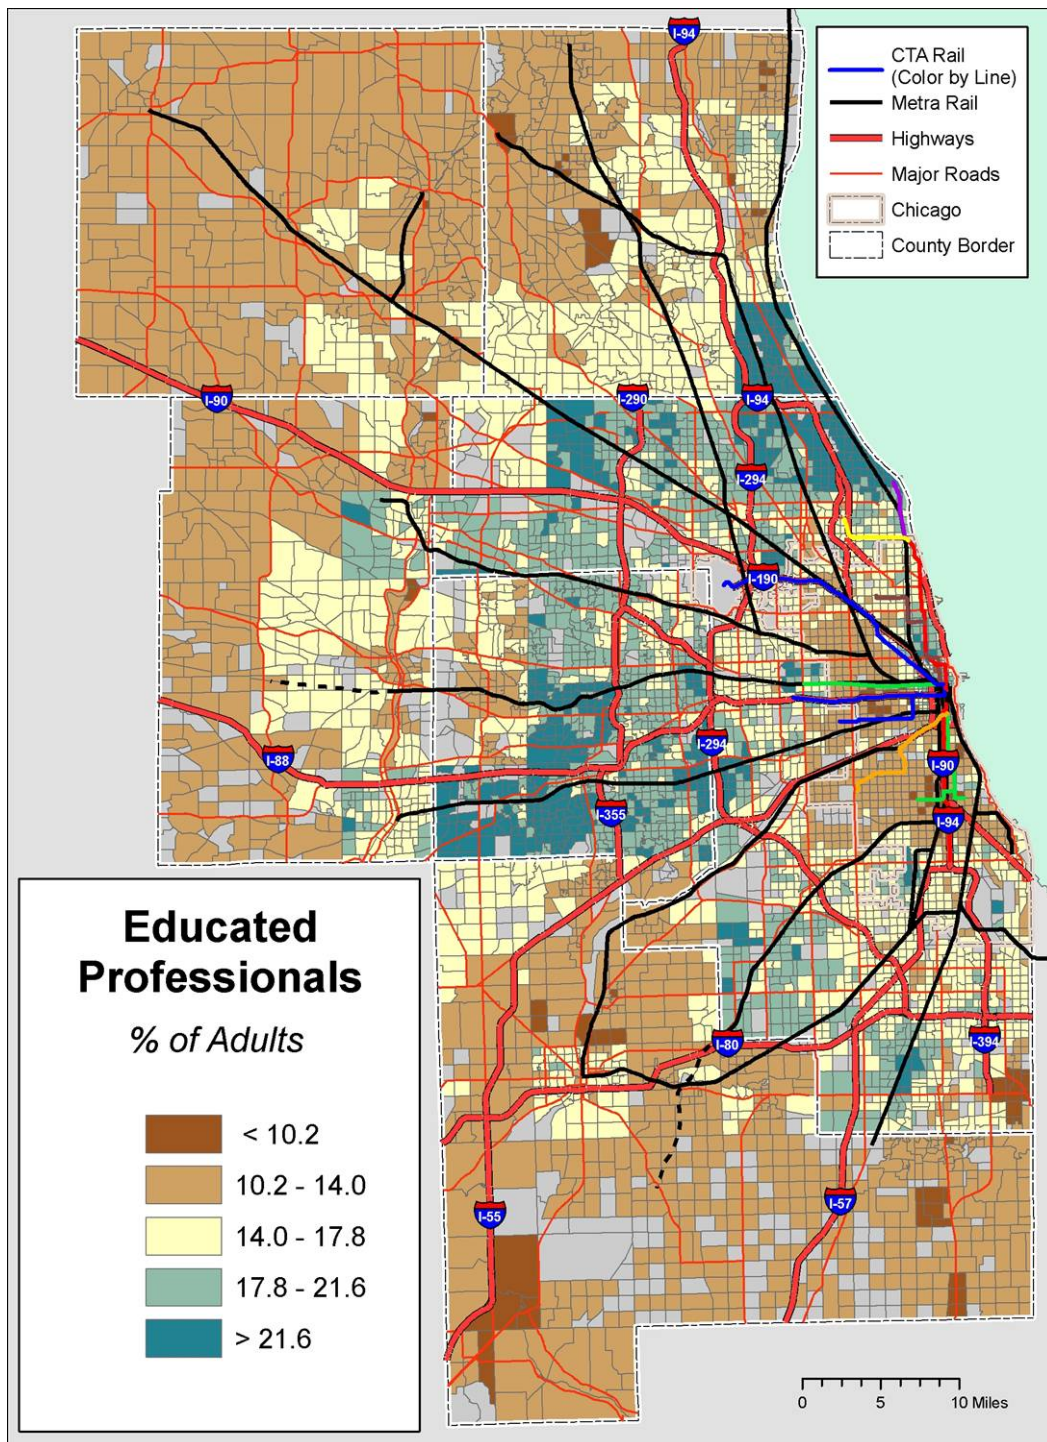 I-94
CTA Rail
(Color by Line)
Metra Rail
Highways
Major Roads
Chicago
County Border
I-90
I-290
I-94
I-294
I-190
I-88
I-294
I-355
I-90
I-94
Educated
Professionals
% of Adults
< 10.2
10.2 - 14.0
14.0 - 17.8
17.8 - 21.6
> 21.6
I-80
I-394
I-55
I-57
0 5 10 Miles